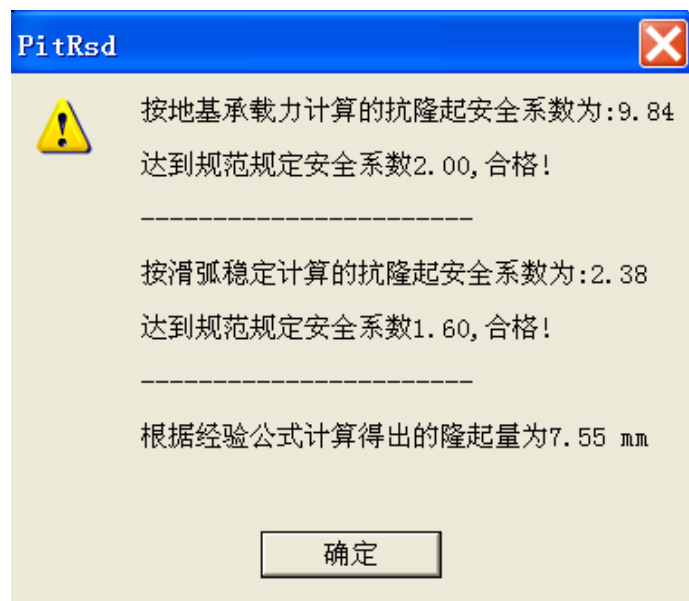 PitRsd
按地基承载力计算的抗隆起安全系数为:9.84
达到规范规定安全系数2.00,合格!
-----------------------
按滑弧稳定计算的抗隆起安全系数为:2.38
达到规范规定安全系数1.60,合格!
-----------------------
根据经验公式计算得出的隆起量为7.55 mm
确定